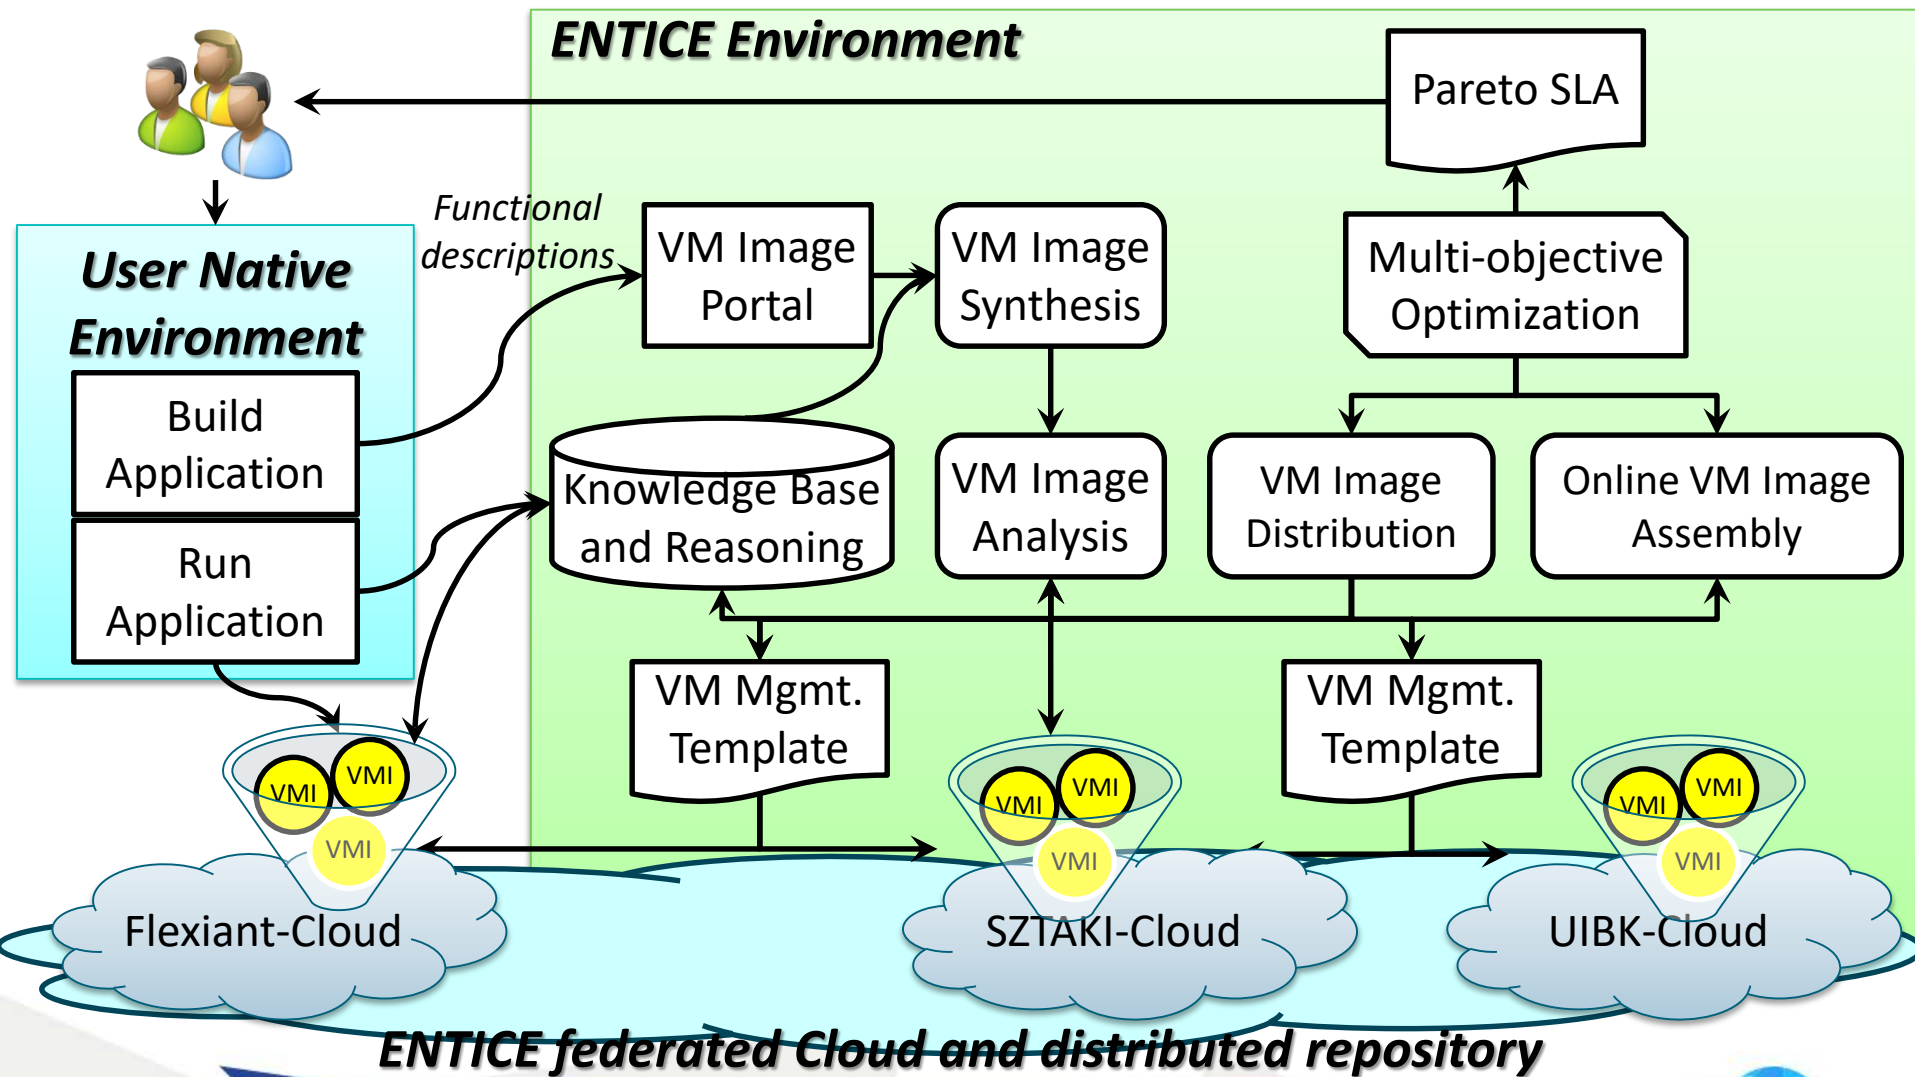 ENTICE Environment
Pareto SLA
Functional
descriptions
User Native
Environment
Build
Application
Run
Application
VM Image
Portal
VM Image
Synthesis
Multi-objective
Optimization
Knowledge Base
and Reasoning
VM Image
Analysis
VM Image
Distribution
Online VM Image
Assembly
VM Mgmt.
Template
VM Mgmt.
Template
VMI
VMI
VMI
VMI
VMI
VMI
VMI
VMI
VMI
Flexiant-Cloud
SZTAKI-Cloud
UIBK-Cloud
ENTICE federated Cloud and distributed repository